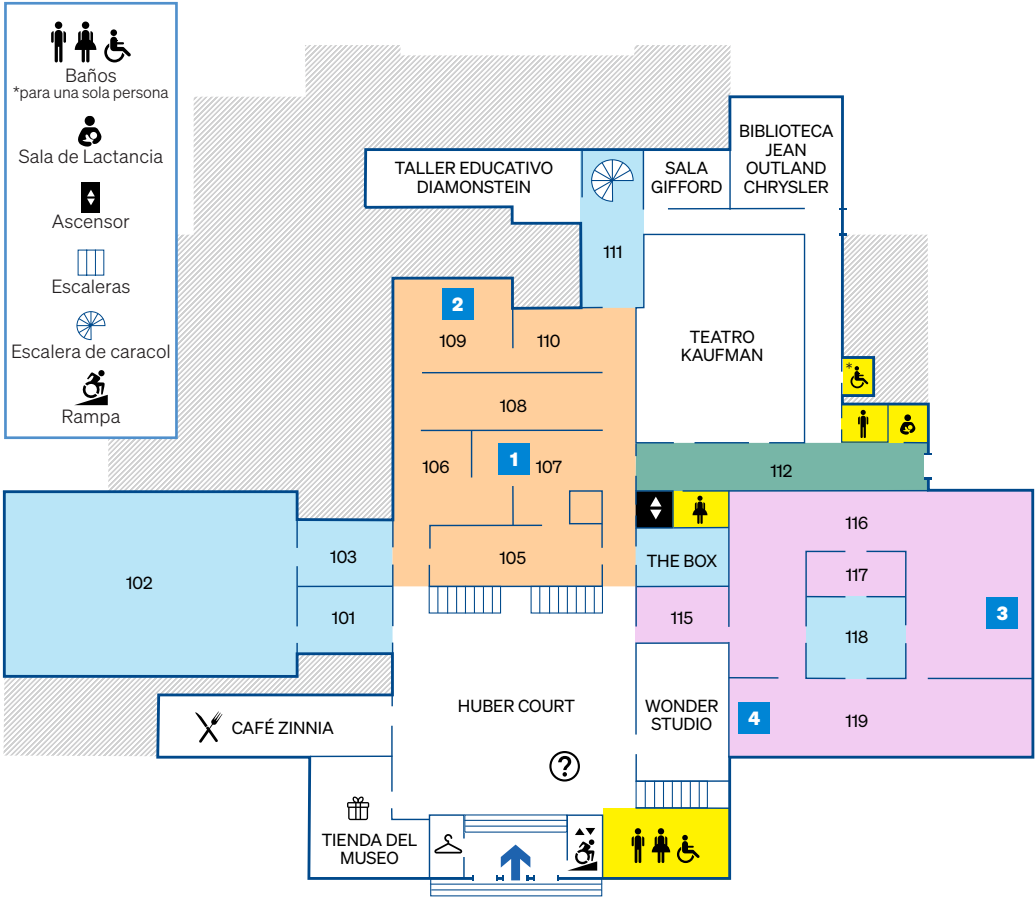 Baños
*para una sola persona
Sala de Lactancia
Ascensor
Escaleras
Escalera de caracol
Rampa
BIBLIOTECA
JEAN
OUTLAND
CHRYSLER
TALLER EDUCATIVO
DIAMONSTEIN
SALA
GIFFORD
111
2
109
110
TEATRO
KAUFMAN
*
108
106
1
107
112
116
103
105
THE BOX
117
102
101
115
118
3
HUBER COURT
WONDER
STUDIO
4
119
CAFÉ ZINNIA
?
TIENDA DEL
MUSEO